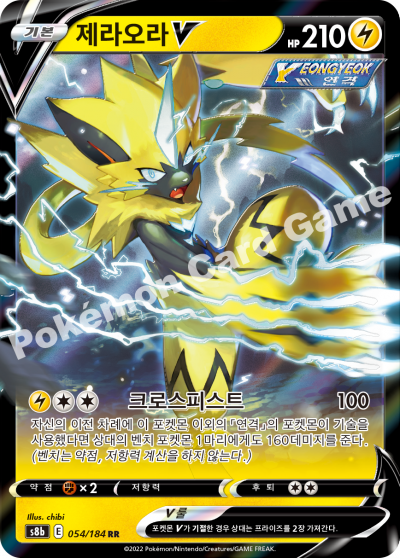 기본 제라오라 V HP 210
YEONGYEOK
연격
Pokémon Card Game
크로스피스트 100
자신의 이전 차례에 이 포켓몬 이외의 「연격」의 포켓몬이 기술을
사용했다면 상대의 벤치 포켓몬 1마리에게도 160데미지를 준다.
(벤치는 약점, 저항력 계산을 하지 않는다.)
약점 ×2 저항력 후퇴
Illus. chibi
V 룰
s8b E 054/184 RR
포켓몬 V가 기절한 경우 상대는 프라이즈를 2장 가져간다.
©2022 Pokémon/Nintendo/Creatures/GAME FREAK.